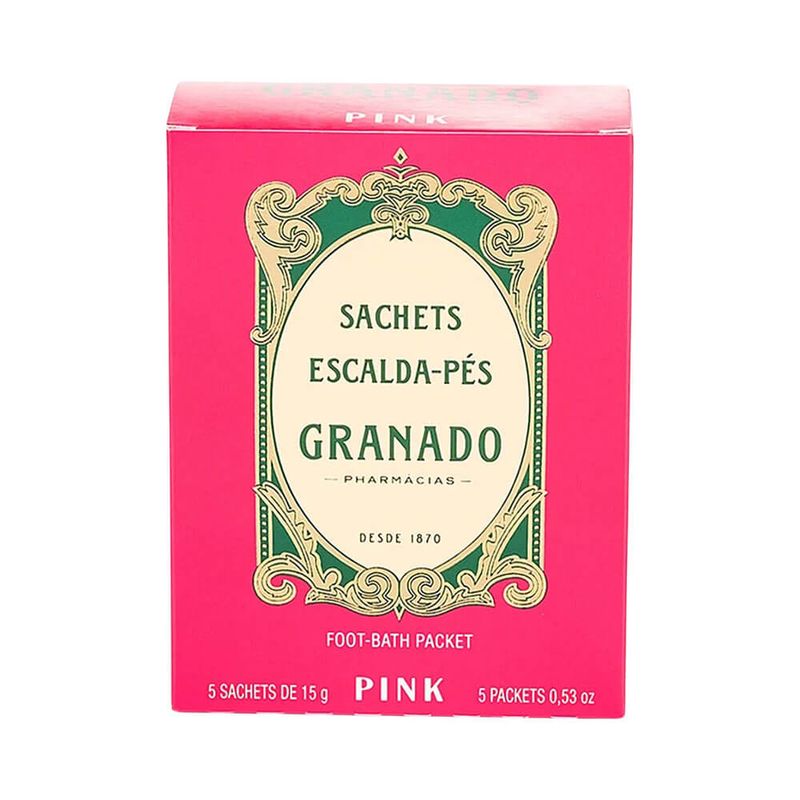 GRANADO
PINK
SACHETS
ESCALDA-PÉS
GRANADO
PHARMÁCIAS
DESDE 1870
FOOT-BATH PACKET
5 SACHETS DE 15 g PINK 5 PACKETS 0,53 oz